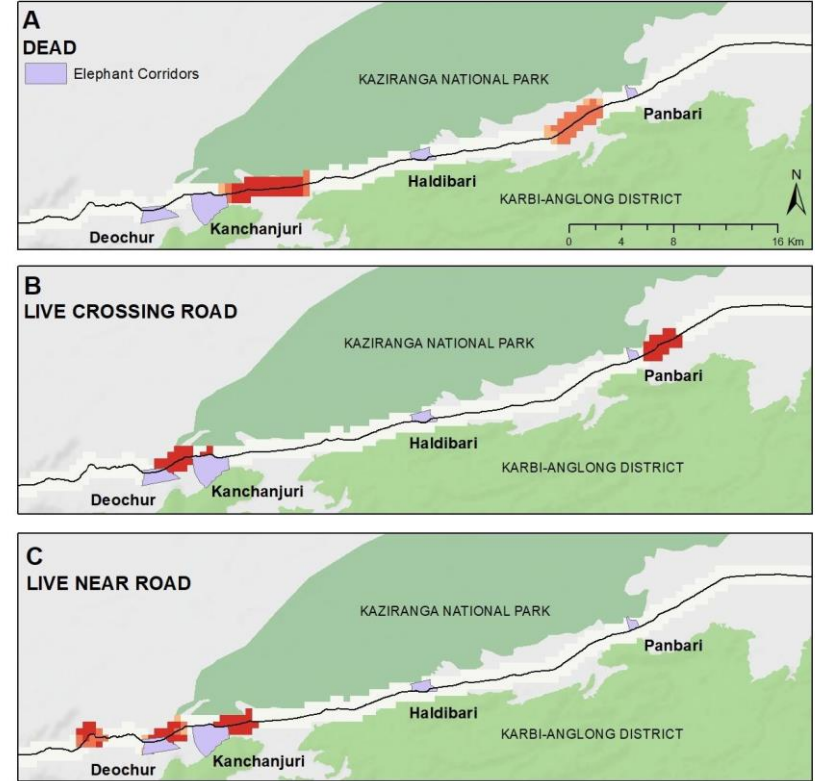 A
DEAD
Elephant Corridors
KAZIRANGA NATIONAL PARK
Panbari
Haldibari
KARBI-ANGLONG DISTRICT
N
Kanchanjuri
Deochur
0 4 8 16 Km
B
LIVE CROSSING ROAD
KAZIRANGA NATIONAL PARK
Panbari
Haldibari
KARBI-ANGLONG DISTRICT
Kanchanjuri
Deochur
C
LIVE NEAR ROAD
KAZIRANGA NATIONAL PARK
Panbari
Haldibari
KARBI-ANGLONG DISTRICT
Kanchanjuri
Deochur